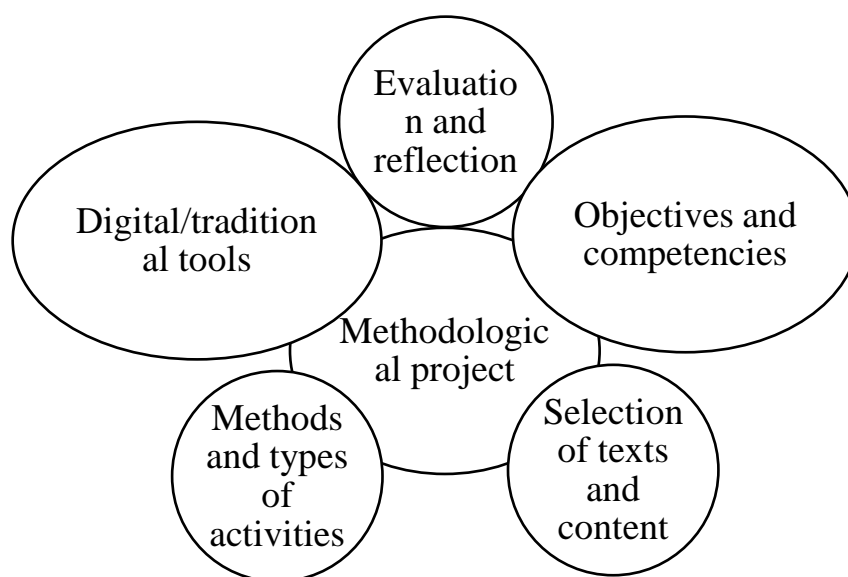 Evaluatio
n and
reflection
Digital/tradition
al tools
Objectives and
competencies
Methodologic
al project
Methods
and types
of
activities
Selection
of texts
and
content